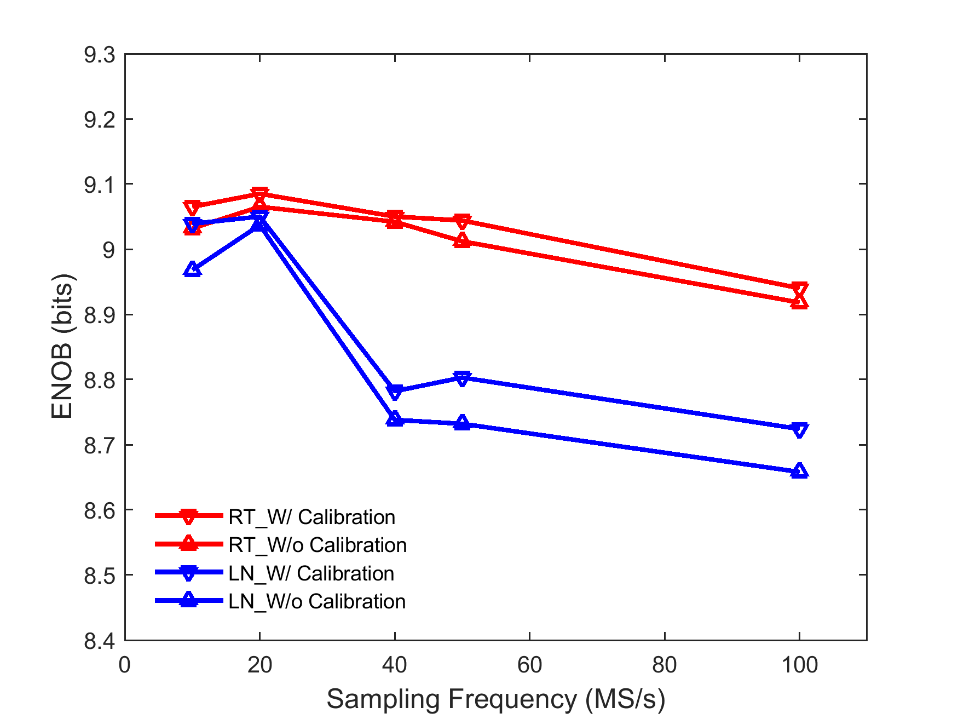 9.3
9.2
9.1
9
8.9
8.8
8.7
8.6
8.5
8.4
ENOB (bits)
RT_W/ Calibration
RT_W/o Calibration
LN_W/ Calibration
LN_W/o Calibration
0 20 40 60 80 100
Sampling Frequency (MS/s)